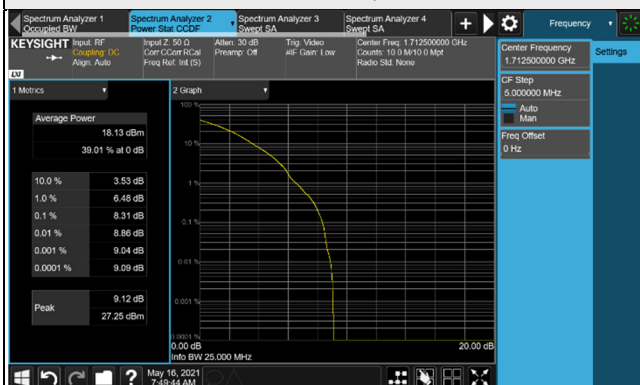 Spectrum Analyzer 1
Occupied BW
Spectrum Analyzer 2
Power Stat CCDF
Spectrum Analyzer 3
Swept SA
Spectrum Analyzer 4
Swept SA
Frequency
KEYSIGHT
Input: RF
Coupling: DC
Align: Auto
Input Z: 50 Ω
Corr CCorr RCal
Freq Ref: Int (S)
Atten: 30 dB
Preamp: Off
Trig: Video
#IF Gain: Low
Center Freq: 1.712500000 GHz
Counts: 10.0 M/10.0 Mpt
Radio Std: None
LXI
Center Frequency
1.712500000 GHz
Settings
CF Step
5.000000 MHz
Auto
Man
Freq Offset
0 Hz
1 Metrics
2 Graph
Average Power
18.13 dBm
39.01 % at 0 dB
10.0 % 3.53 dB
1.0 % 6.48 dB
0.1 % 8.31 dB
0.01 % 8.86 dB
0.001 % 9.04 dB
0.0001 % 9.09 dB
Peak
9.12 dB
27.25 dBm
100 %
10 %
1 %
0.1 %
0.01 %
0.001 %
0.0001 %
0.00 dB
20.00 dB
Info BW 25.000 MHz
?
May 16, 2021
7:49:44 AM